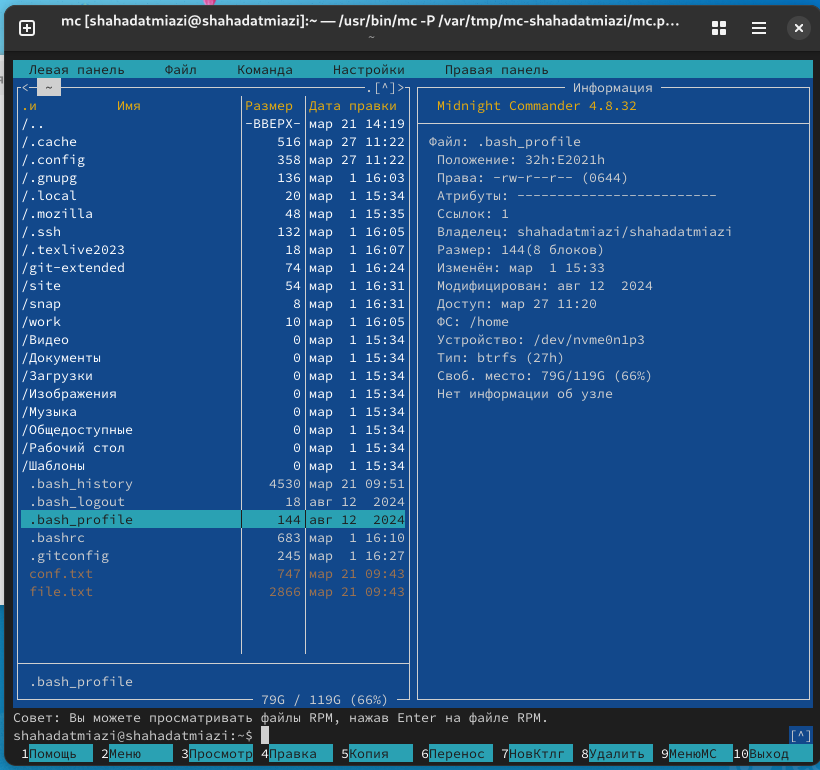 mc [shahadatmiazi@shahadatmiazi]:~ — /usr/bin/mc -P /var/tmp/mc-shahadatmiazi/mc.p…
~
Левая панель Файл Команда Настройки Правая панель
<─ ~ .[^]>
.и Имя Размер Дата правки
/.. -ВВЕРХ- мар 21 14:19
/.cache 516 мар 27 11:22
/.config 358 мар 27 11:22
/.gnupg 136 мар 1 16:03
/.local 20 мар 1 15:34
/.mozilla 48 мар 1 15:35
/.ssh 132 мар 1 16:05
/.texlive2023 18 мар 1 16:07
/git-extended 74 мар 1 16:24
/site 54 мар 1 16:31
/snap 8 мар 1 16:31
/work 10 мар 1 16:05
/Видео 0 мар 1 15:34
/Документы 0 мар 1 15:34
/Загрузки 0 мар 1 15:34
/Изображения 0 мар 1 15:34
/Музыка 0 мар 1 15:34
/Общедоступные 0 мар 1 15:34
/Рабочий стол 0 мар 1 15:34
/Шаблоны 0 мар 1 15:34
.bash_history 4530 мар 21 09:51
.bash_logout 18 авг 12 2024
.bash_profile 144 авг 12 2024
.bashrc 683 мар 1 16:10
.gitconfig 245 мар 1 16:27
conf.txt 747 мар 21 09:43
file.txt 2866 мар 21 09:43
.bash_profile
79G / 119G (66%)
Информация
Midnight Commander 4.8.32
Файл: .bash_profile
Положение: 32h:E2021h
Права: -rw-r--r-- (0644)
Атрибуты: -------------------------
Ссылок: 1
Владелец: shahadatmiazi/shahadatmiazi
Размер: 144(8 блоков)
Изменён: мар 1 15:33
Модифицирован: авг 12 2024
Доступ: мар 27 11:20
ФС: /home
Устройство: /dev/nvme0n1p3
Тип: btrfs (27h)
Своб. место: 79G/119G (66%)
Нет информации об узле
Совет: Вы можете просматривать файлы RPM, нажав Enter на файле RPM.
shahadatmiazi@shahadatmiazi:~$ [^]
1Помощь 2Меню 3Просмотр 4Правка 5Копия 6Перенос 7НовКтлг 8Удалить 9МенюMC 10Выход